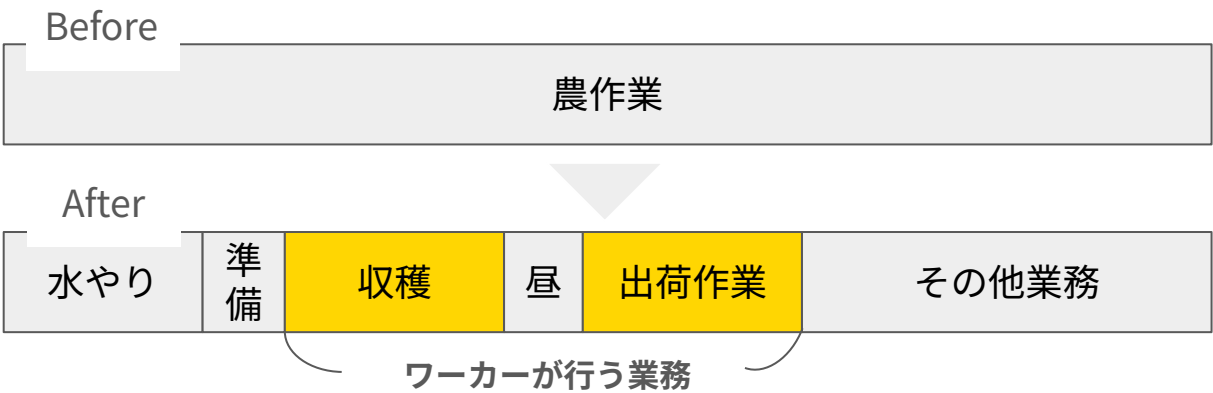 Before
農作業
After
水やり
準備
収穫
昼
出荷作業
その他業務
ワーカーが行う業務